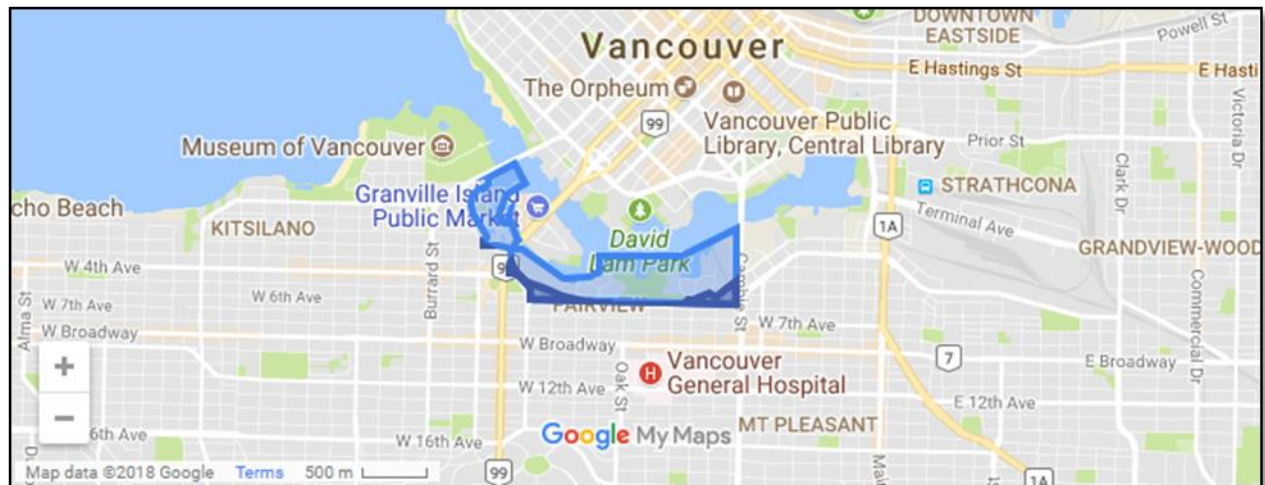 DOWNTOWN
EASTSIDE
Powell St
Vancouver
E Hastings St
E Hasti
The Orpheum
99
Vancouver Public
Library, Central Library
Victoria Dr
Museum of Vancouver
Prior St
Clark Dr
STRATHCONA
Granville Island
Public Market
cho Beach
KITSILANO
Terminal Ave
1A
David
Lam Park
GRANDVIEW-WOOD
Burrard St
W 4th Ave
Cambie St
Commercial Dr
Alma St
W 7th Ave
W 6th Ave
FAIRVIEW
W 7th Ave
W Broadway
W Broadway
7
E Broadway
+
Vancouver
General Hospital
H
Oak St
W 12th Ave
E 12th Ave
−
MT PLEASANT
6th Ave
W 16th Ave
Google My Maps
Map data ©2018 Google Terms 500 m
99
Main
1A